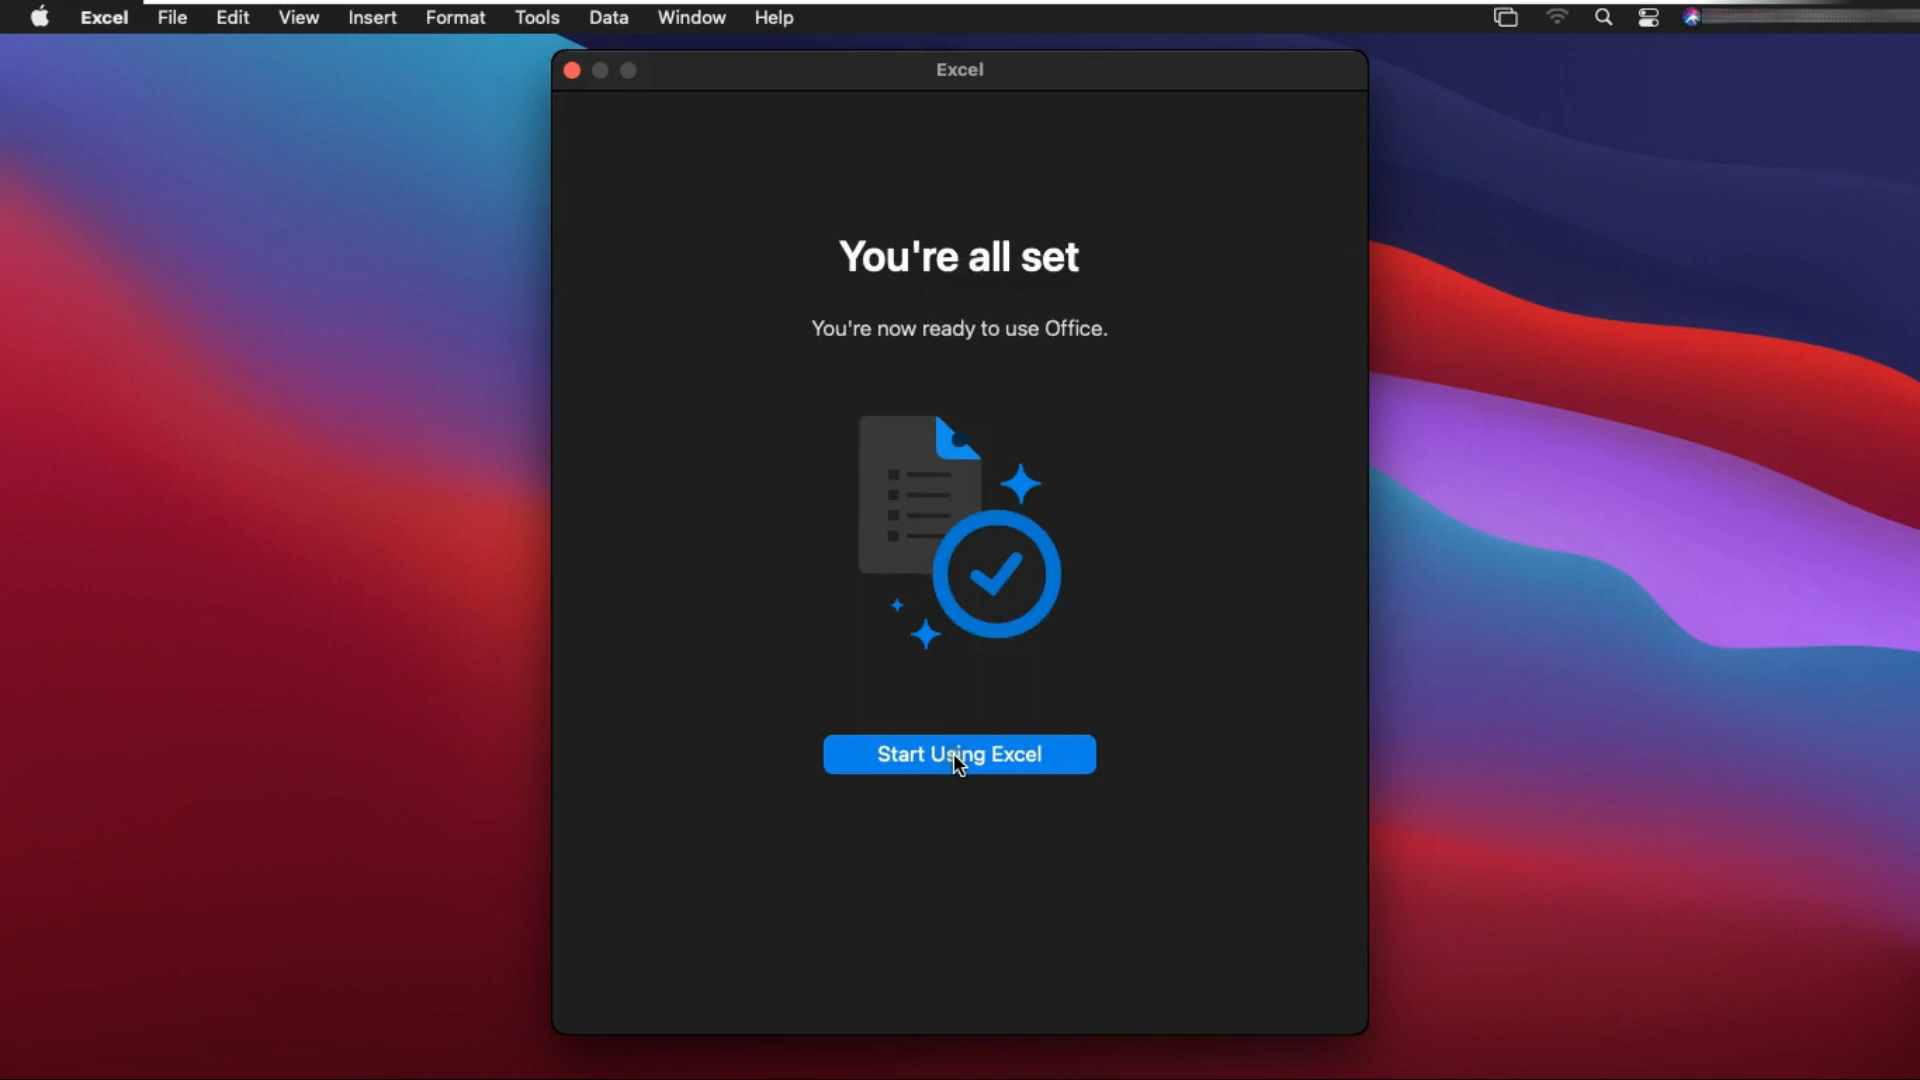 Excel File Edit View Insert Format Tools Data Window Help
Excel
You're all set
You're now ready to use Office.
Start Using Excel